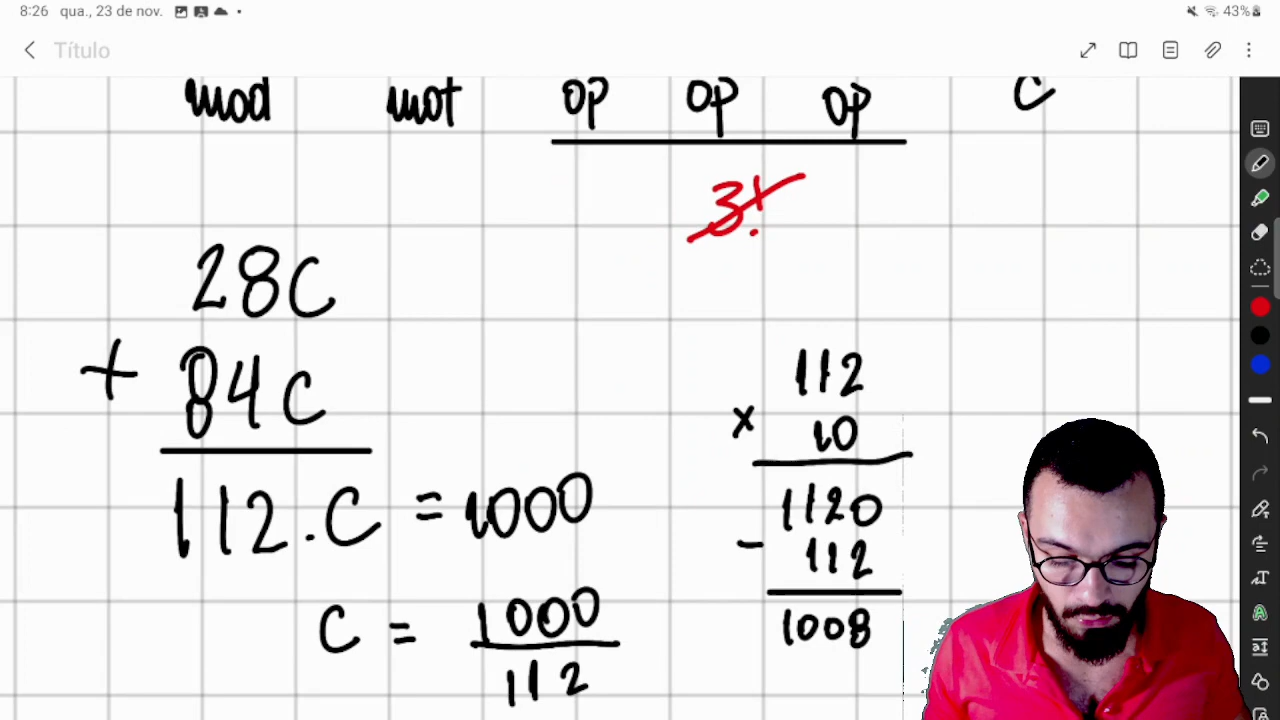 8:26 qua., 23 de nov. 43%
Título
mod mot op op op C
3!
28C
+ 84C
112.C = 1000
C = 1000
112
112
x 10
1120
- 112
1008